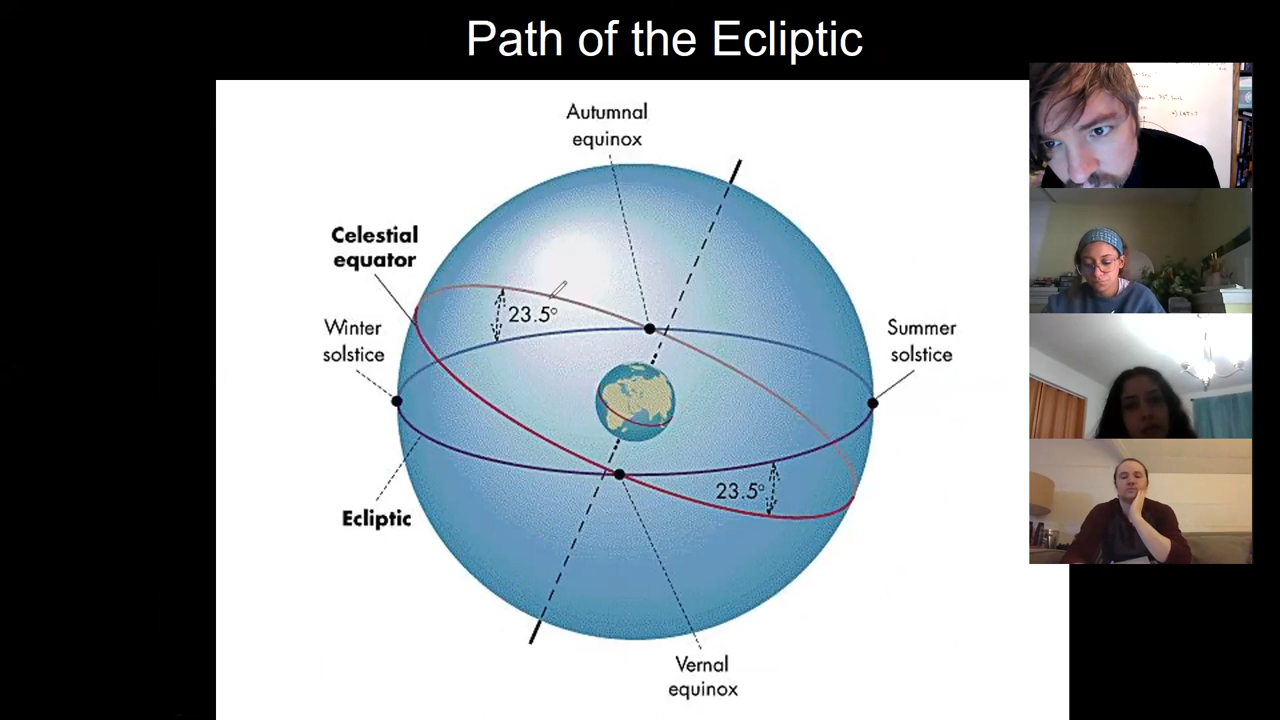 Path of the Ecliptic
Autumnal
equinox
Celestial
equator
23.5°
Winter
solstice
Summer
solstice
23.5°
Ecliptic
Vernal
equinox